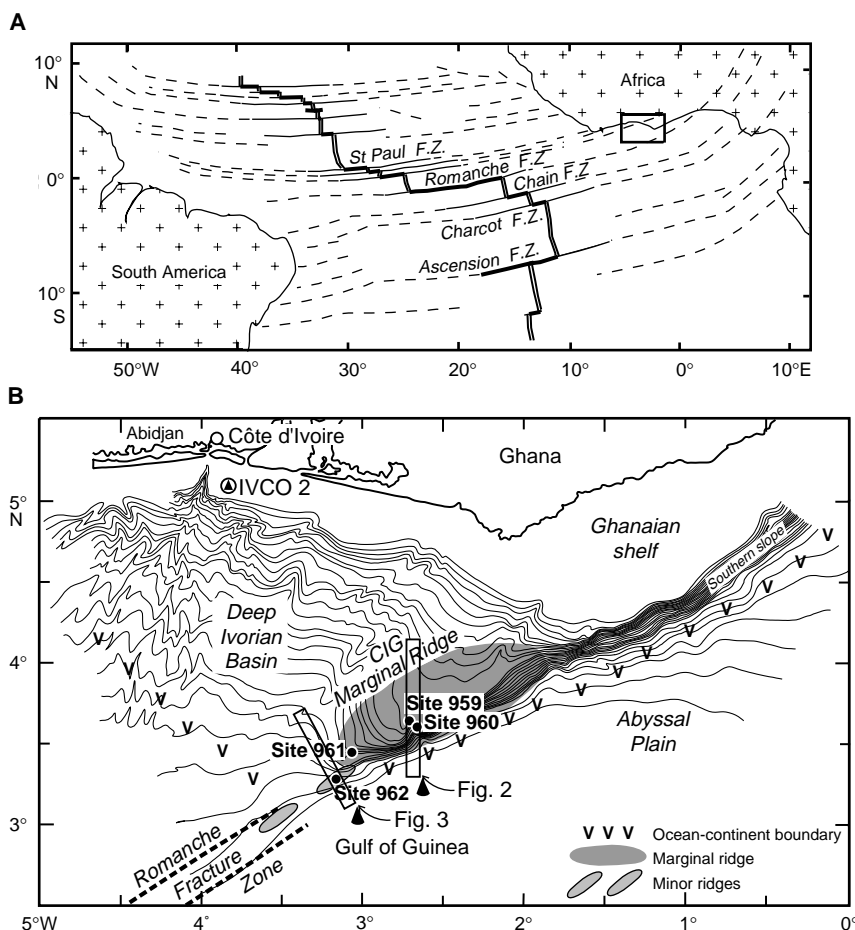 A
10°
N
0°
10°
S
Africa
St Paul F.Z.
Romanche F.Z
Chain F.Z
Charcot F.Z.
Ascension F.Z.
South America
50°W
40°
30°
20°
10°
0°
10°E
B
Abidjan
Côte d'Ivoire
IVCO 2
Ghana
5°
N
Ghanaian
shelf
Southern slope
Deep
Ivorian
Basin
4°
CIG
Marginal Ridge
Site 959
Site 960
Abyssal
Plain
Site 961
Site 962
Fig. 2
Fig. 3
Gulf of Guinea
3°
Romanche
Fracture
Zone
V V V Ocean-continent boundary
Marginal ridge
Minor ridges
5°W
4°
3°
2°
1°
0°